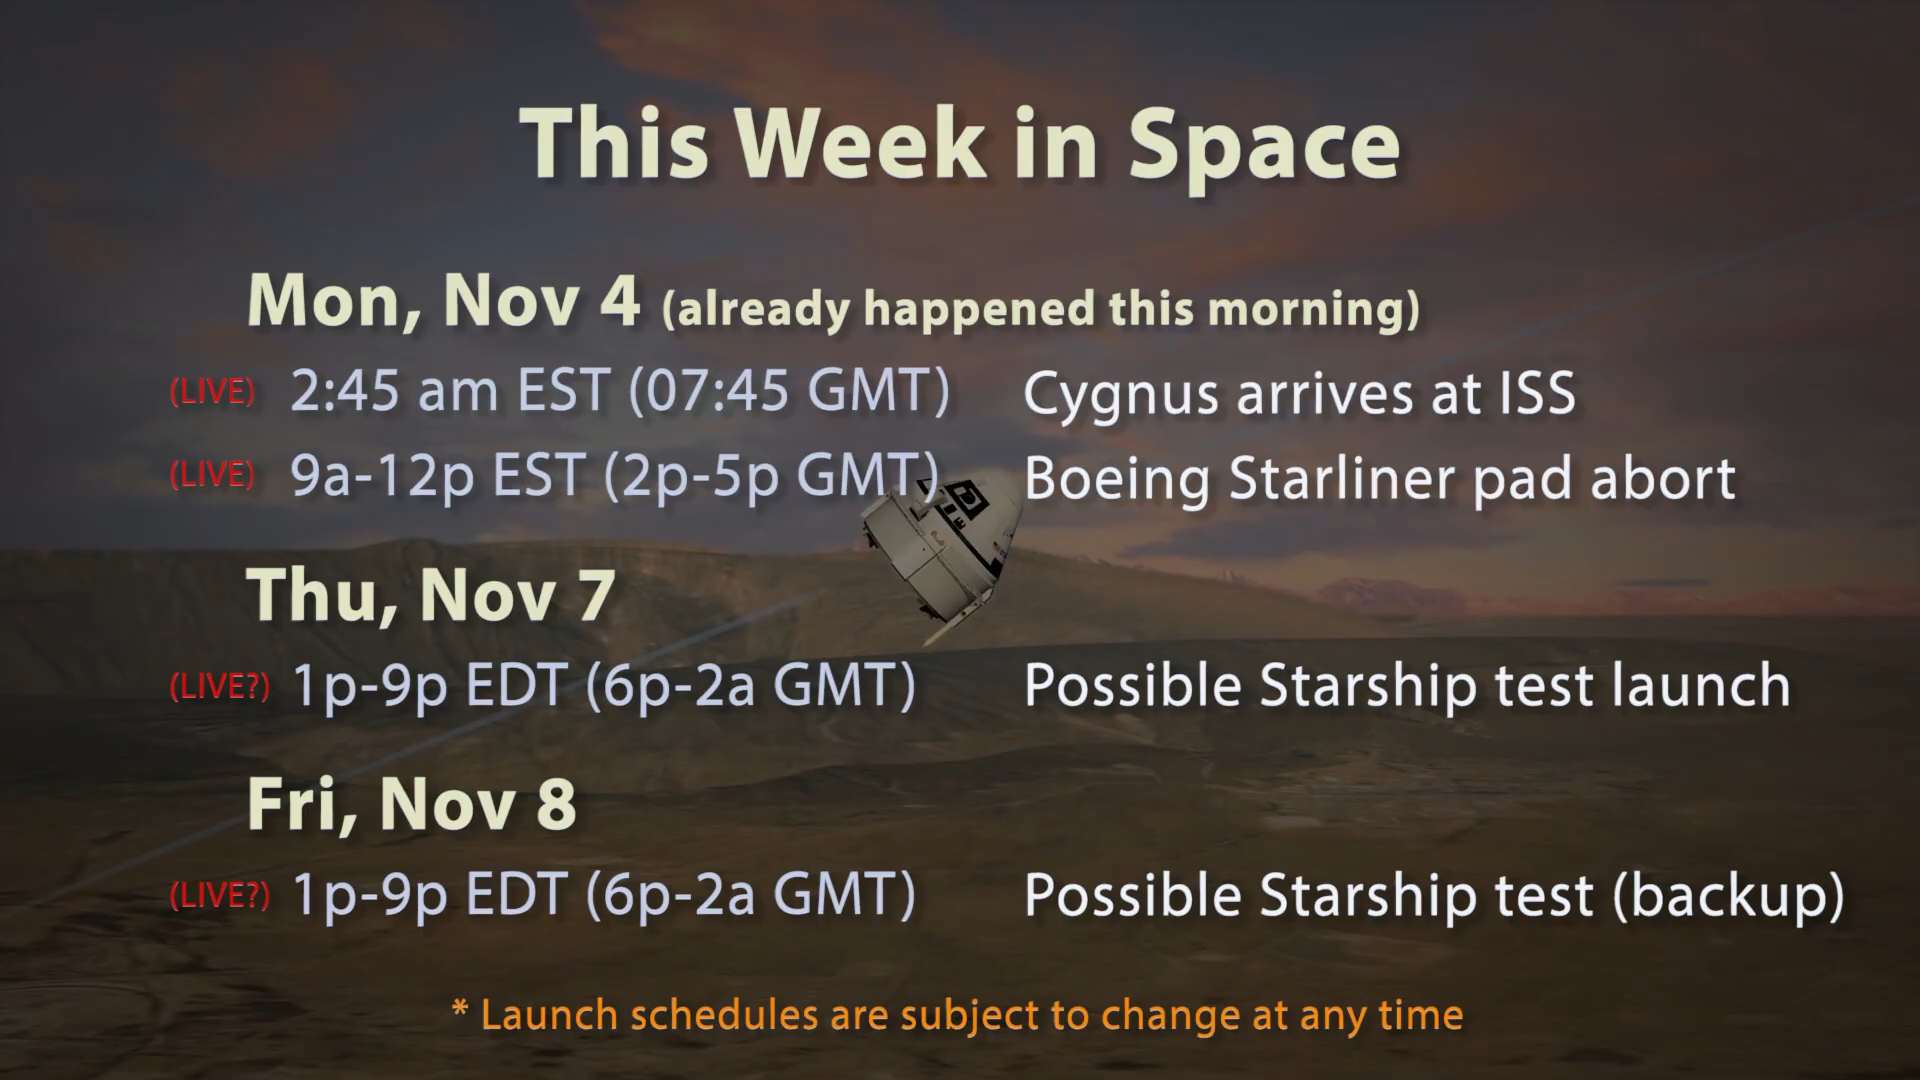 This Week in Space
Mon, Nov 4 (already happened this morning)
(LIVE) 2:45 am EST (07:45 GMT) Cygnus arrives at ISS
(LIVE) 9a-12p EST (2p-5p GMT) Boeing Starliner pad abort
Thu, Nov 7
(LIVE?) 1p-9p EDT (6p-2a GMT) Possible Starship test launch
Fri, Nov 8
(LIVE?) 1p-9p EDT (6p-2a GMT) Possible Starship test (backup)
* Launch schedules are subject to change at any time